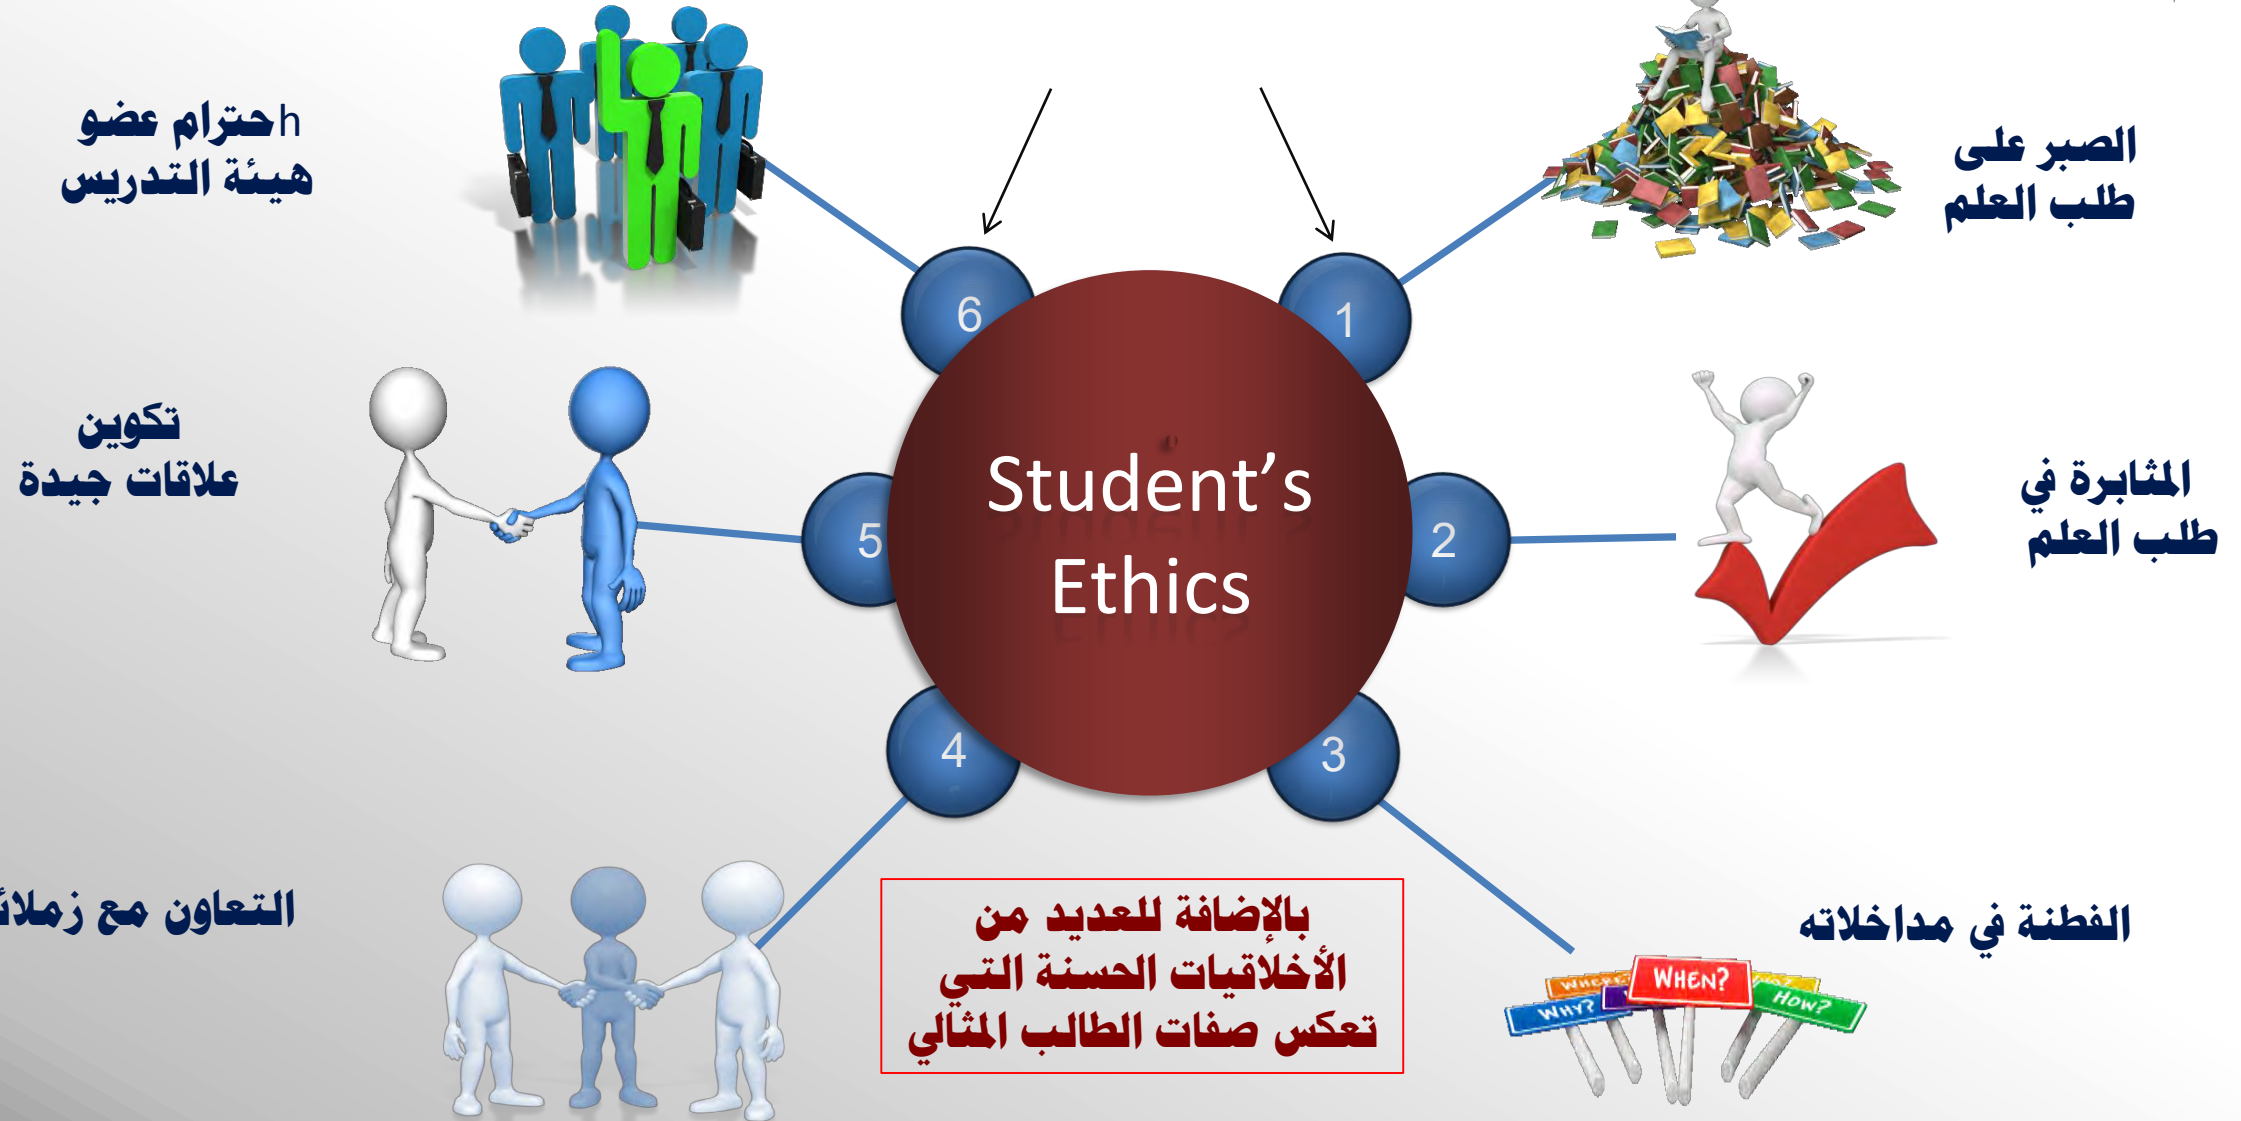 hحترام عضو
هيئة التدريس
الصبر على
طلب العلم
6
1
تكوين
علاقات جيدة
المثابرة في
طلب العلم
Student’s
Ethics
5
2
4
3
التعاون مع
الفطنة في مداخلاته
بالإضافة للعديد من
الأخلاقيات الحسنة التي
تعكس صفات الطالب المثالي
WHEN?
WHY?
HOW?